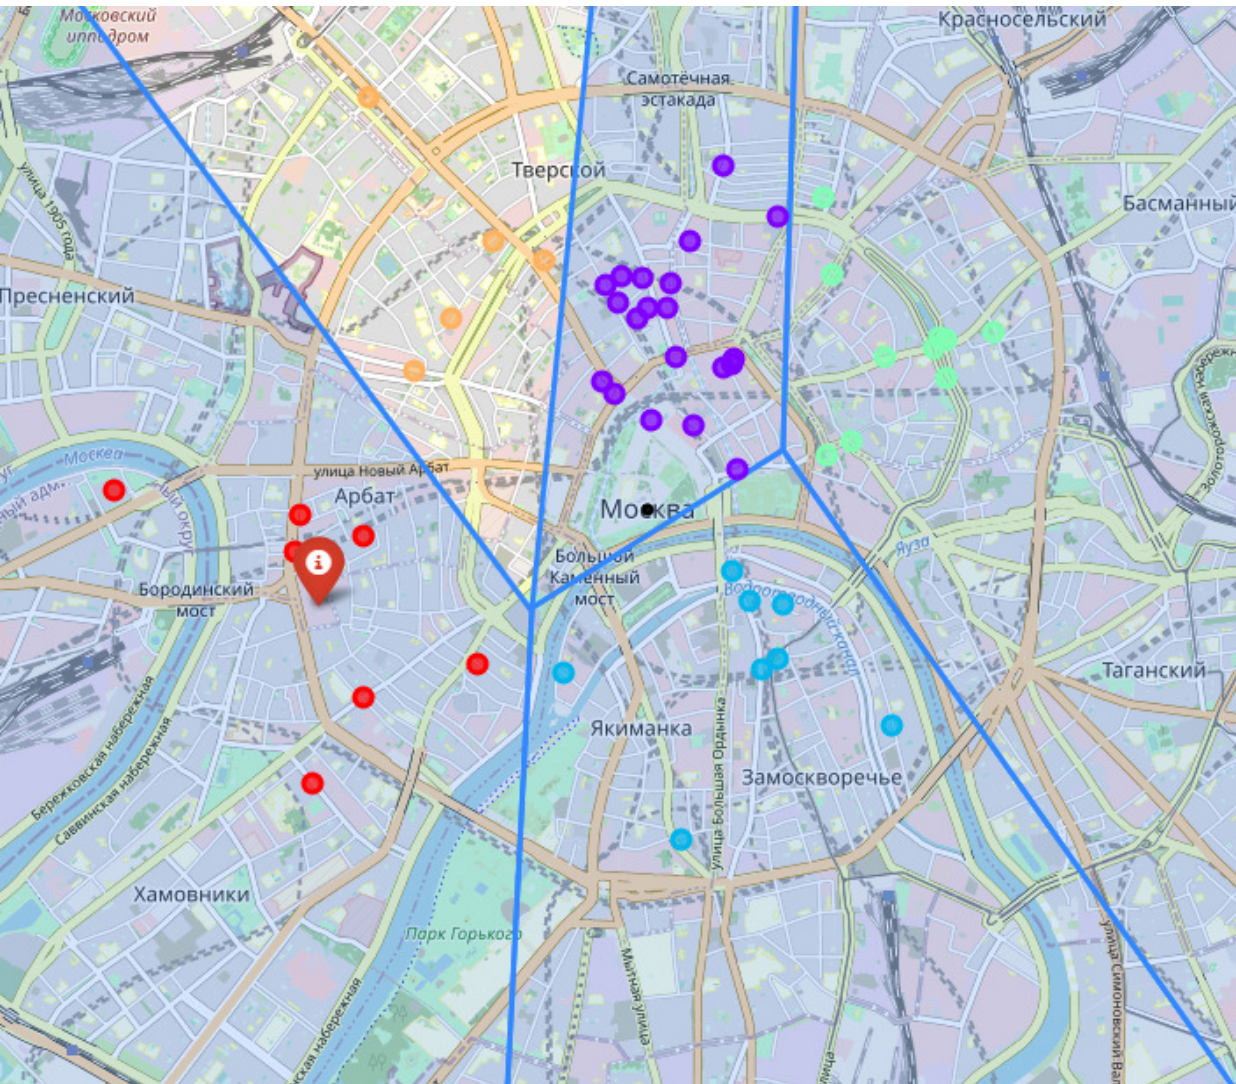 Московский
ипподром
Красносельский
Самотёчная
эстакада
Тверской
улица 1905 года
Басманный
Пресненский
Москва
улица Новый Арбат
Арбат
Москва
Большой
Каменный
мост
Яуза
Бородинский
мост
Водоотводный канал
Таганский
Якиманка
улица Большая Ордынка
Замоскворечье
Бережковская набережная
Саввинская набережная
Хамовники
Парк Горького
Мытная улица
улица Симоновский Вал